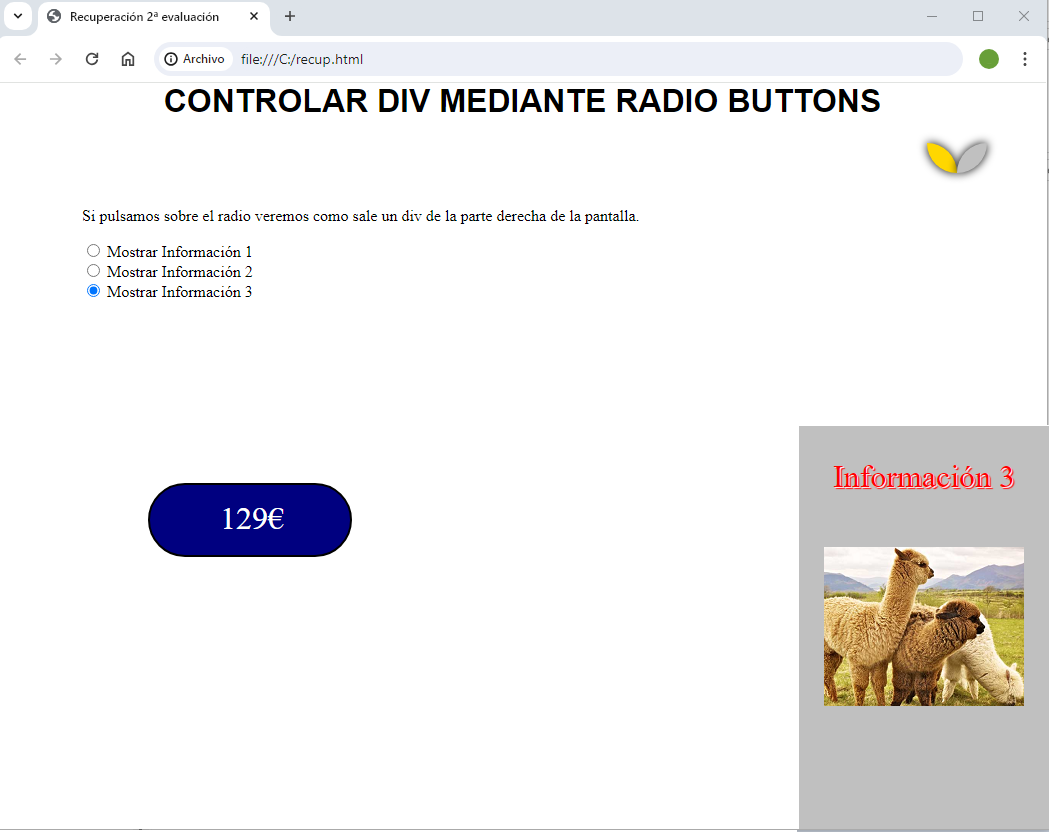 Recuperación 2ª evaluación
Archivo
file:///C:/recup.html
CONTROLAR DIV MEDIANTE RADIO BUTTONS
Si pulsamos sobre el radio veremos como sale un div de la parte derecha de la pantalla.
Mostrar Información 1
Mostrar Información 2
Mostrar Información 3
Información 3
129€